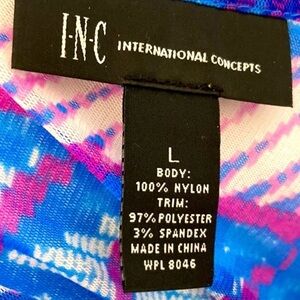 I·N·C INTERNATIONAL CONCEPTS
L
BODY:
100% NYLON
TRIM:
97% POLYESTER
3% SPANDEX
MADE IN CHINA
WPL 8046